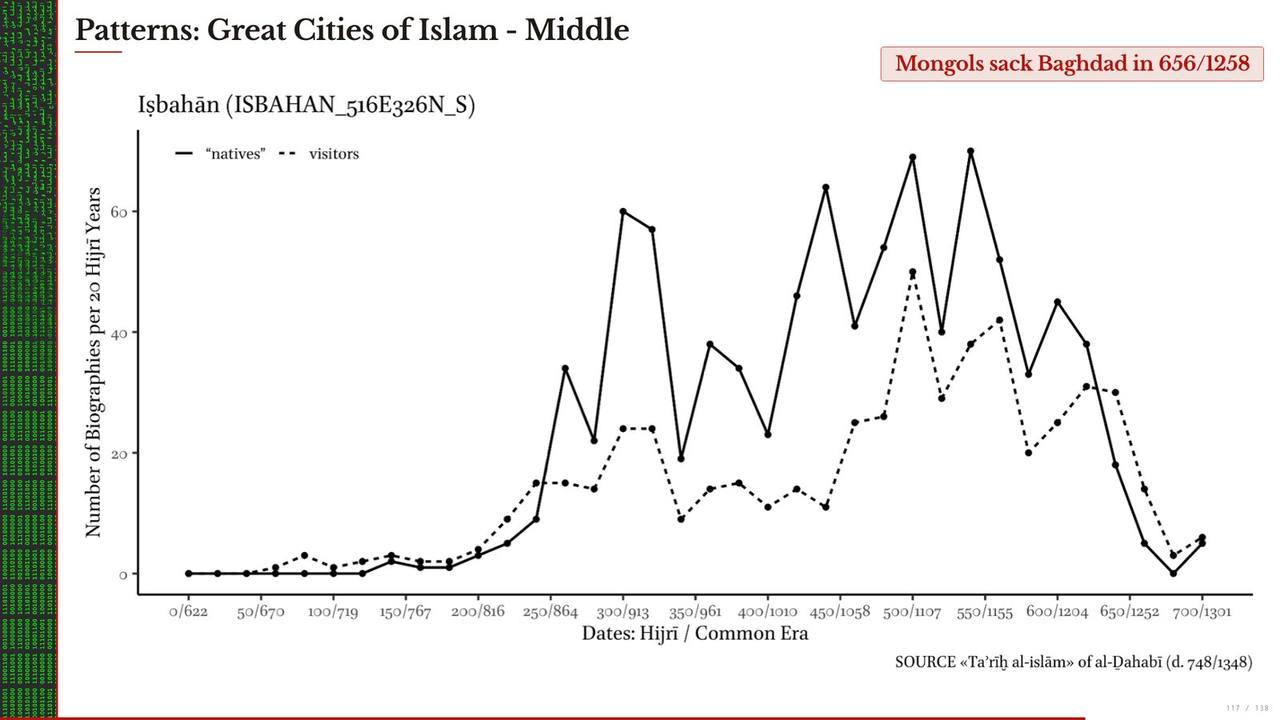 Patterns: Great Cities of Islam - Middle
Mongols sack Baghdad in 656/1258
Iṣbahān (ISBAHAN_516E326N_S)
“natives” visitors
Number of Biographies per 20 Hijrī Years
60
40
20
0
0/622 50/670 100/719 150/767 200/816 250/864 300/913 350/961 400/1010 450/1058 500/1107 550/1155 600/1204 650/1252 700/1301
Dates: Hijrī / Common Era
SOURCE «Taʾrīḫ al-islām» of al-Ḏahabī (d. 748/1348)
117 / 138